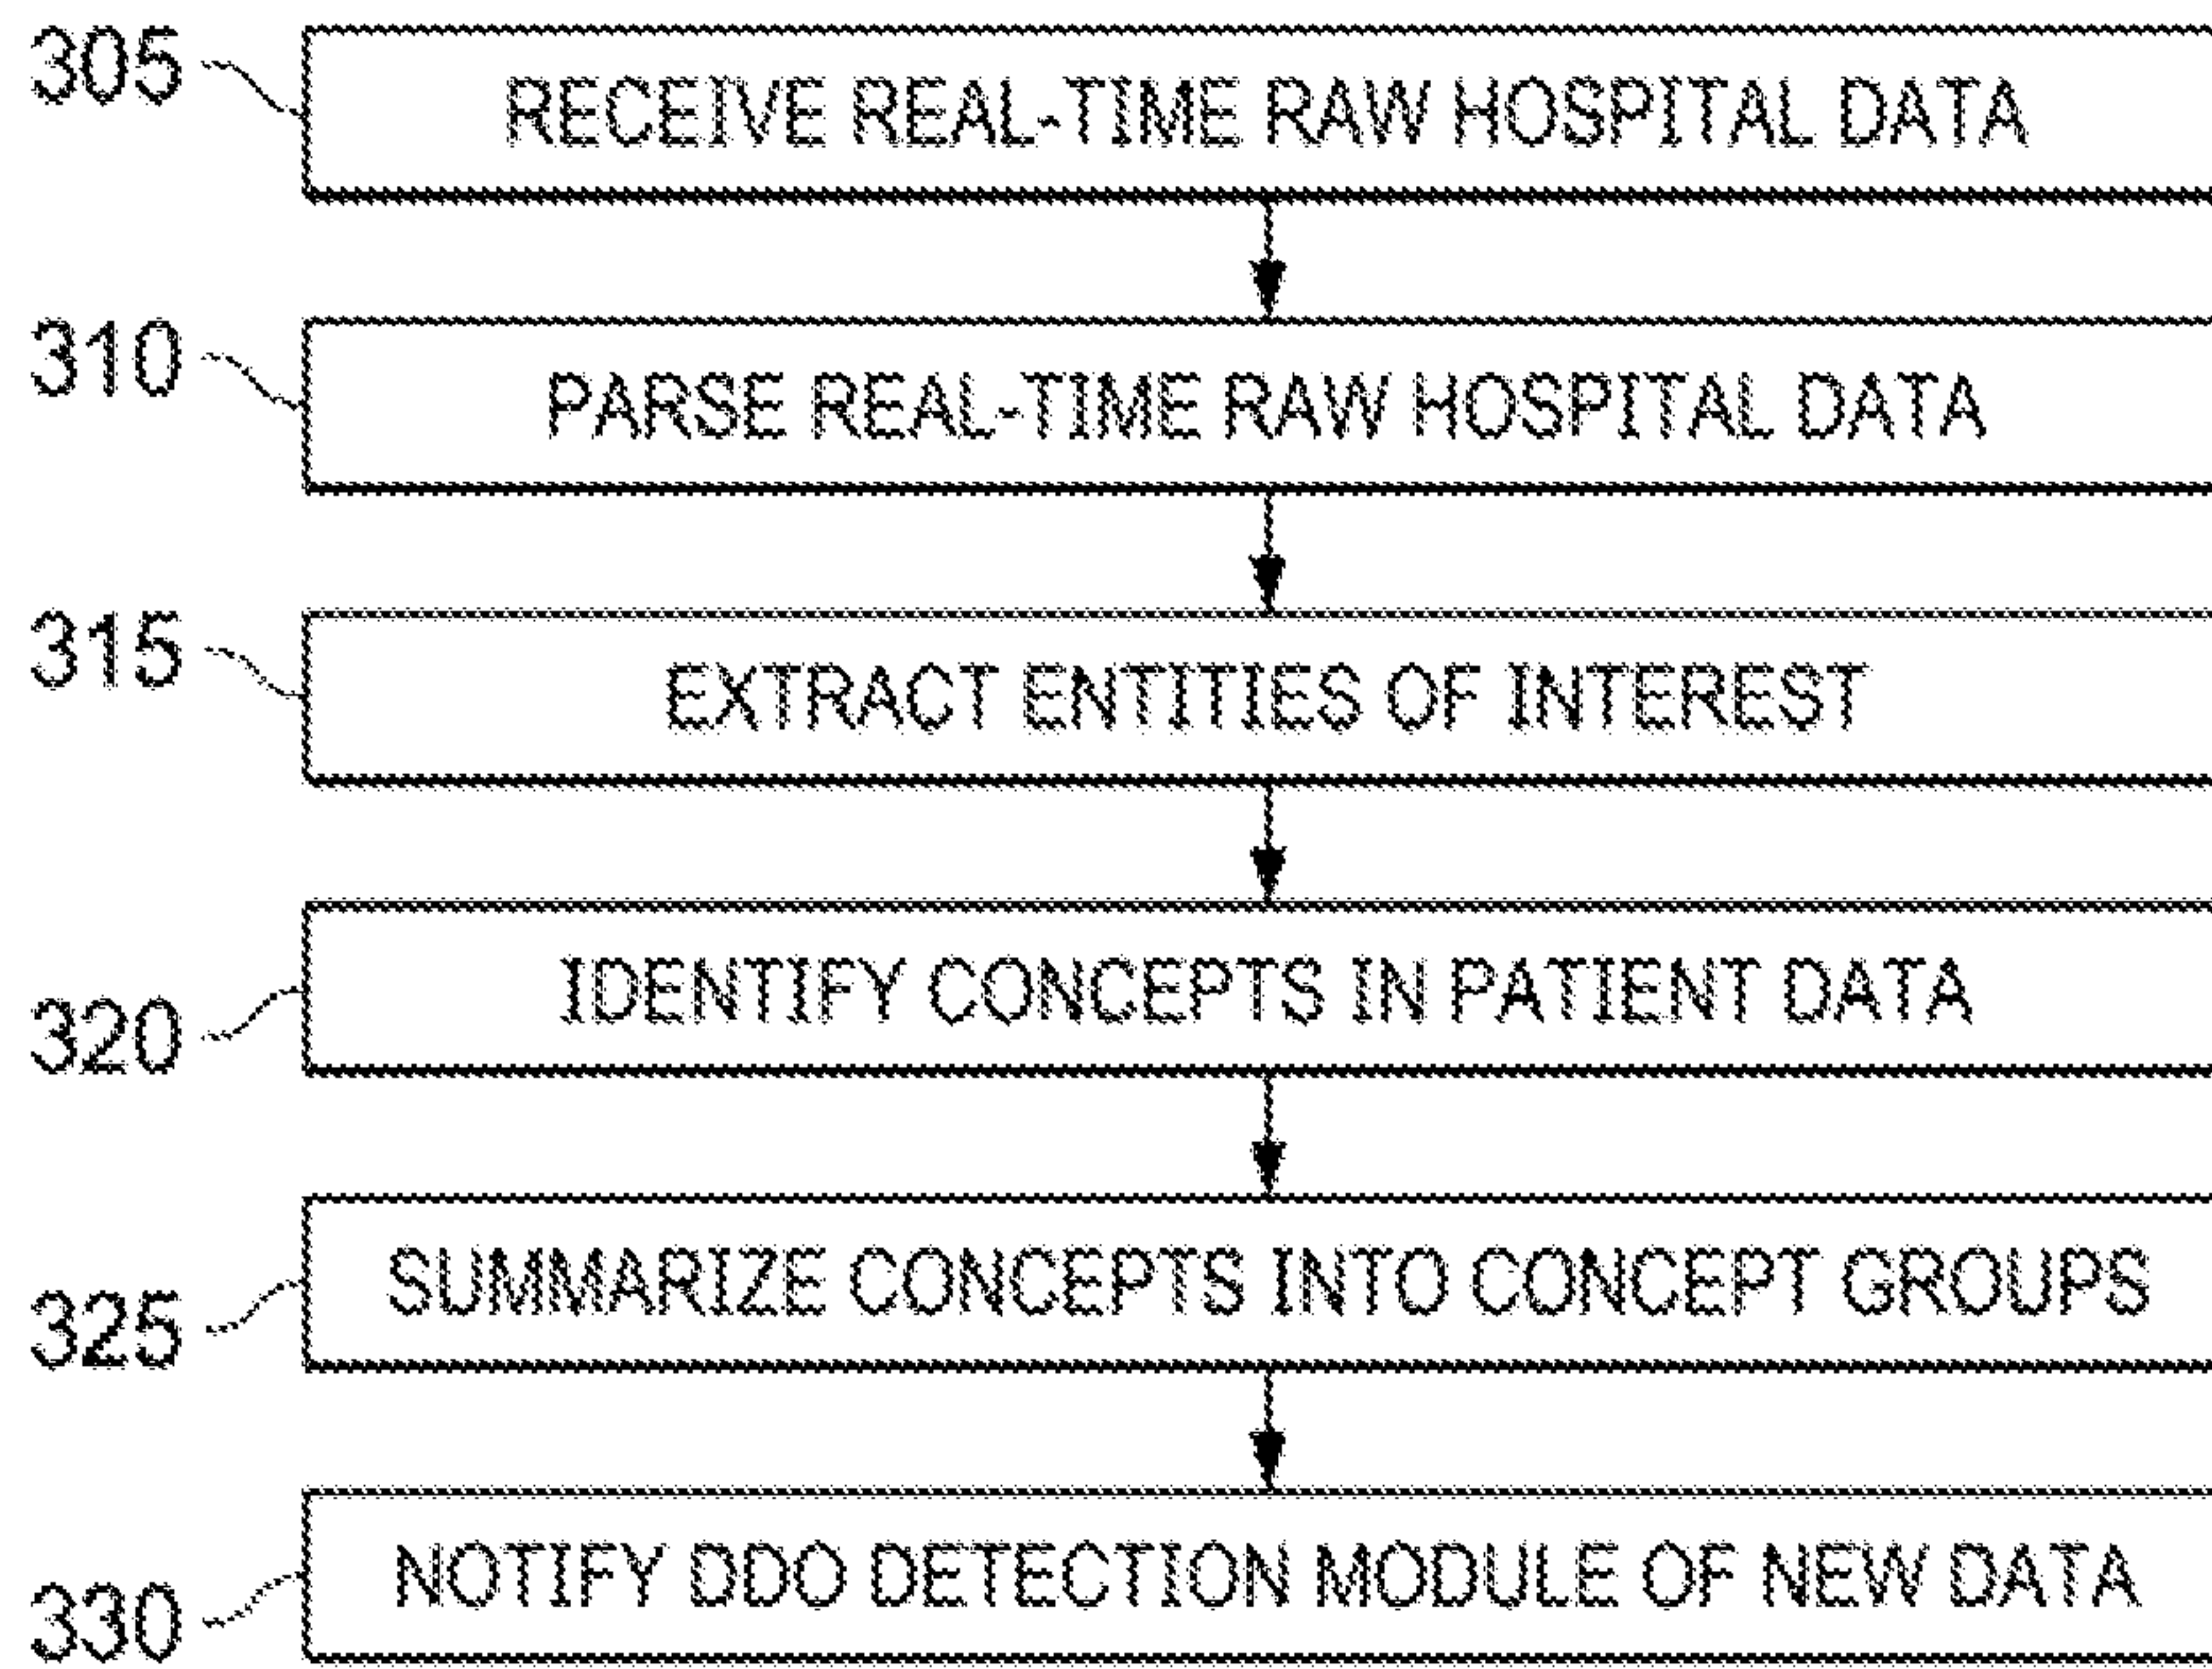 305
RECEIVE REAL-TIME RAW HOSPITAL DATA
310
PARSE REAL-TIME RAW HOSPITAL DATA
315
EXTRACT ENTITIES OF INTEREST
320
IDENTIFY CONCEPTS IN PATIENT DATA
325
SUMMARIZE CONCEPTS INTO CONCEPT GROUPS
330
NOTIFY DDO DETECTION MODULE OF NEW DATA